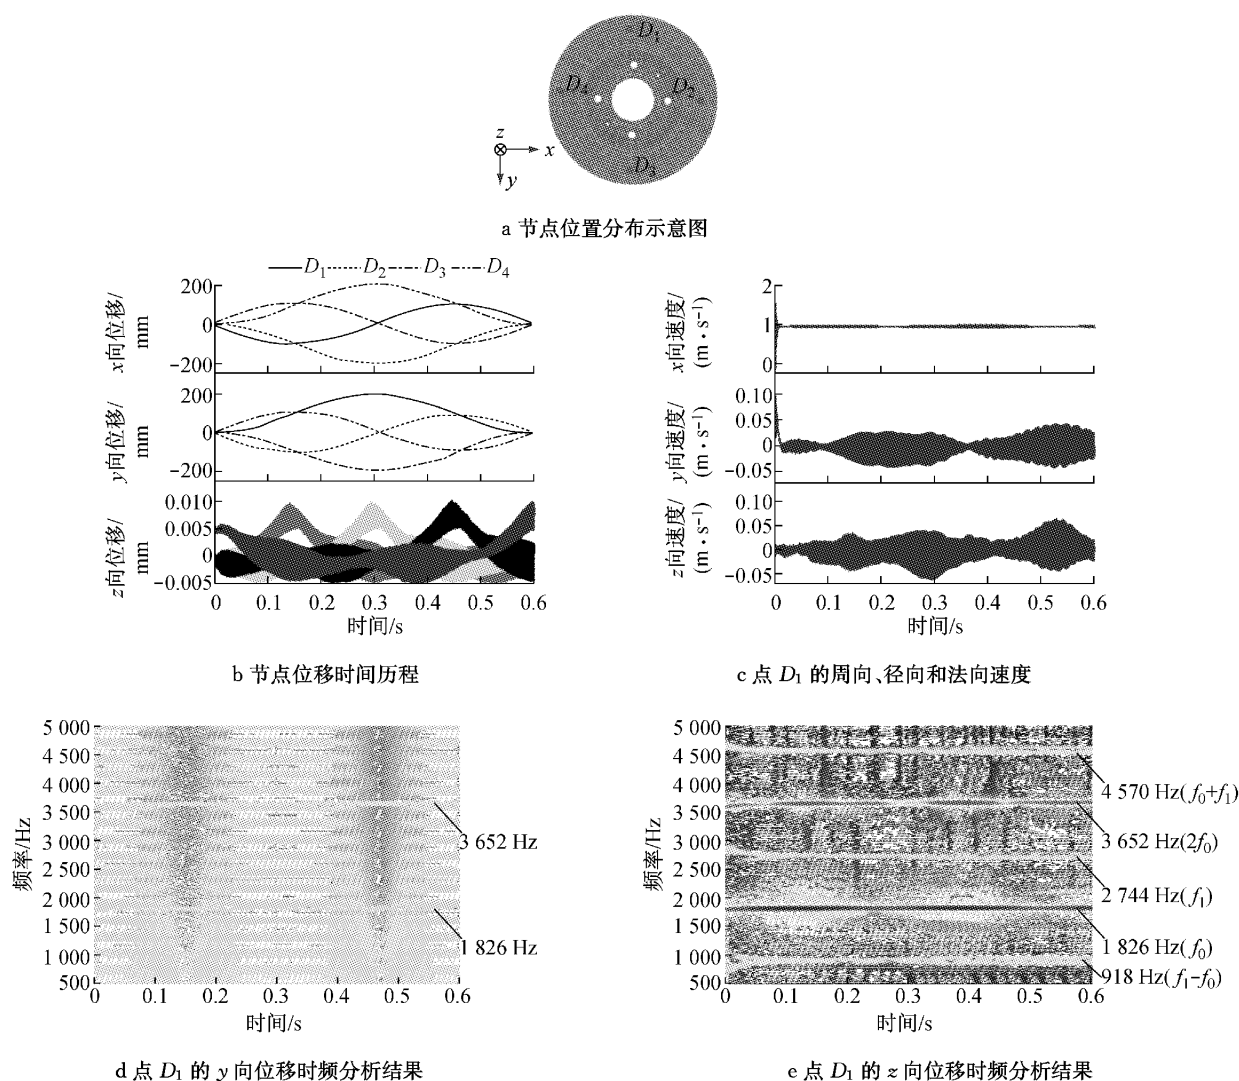 D₁
D₄
D₂
D₃
z
x
y
a 节点位置分布示意图
D₁ D₂ D₃ D₄
x向位移/
mm
200
0
−200
y向位移/
mm
200
0
−200
z向位移/
mm
0.010
0.005
0
−0.005
0 0.1 0.2 0.3 0.4 0.5 0.6
时间/s
b 节点位移时间历程
x向速度/
(m·s⁻¹)
2
1
0
y向速度/
(m·s⁻¹)
0.10
0.05
0
−0.05
z向速度/
(m·s⁻¹)
0.10
0.05
0
−0.05
0 0.1 0.2 0.3 0.4 0.5 0.6
时间/s
c 点 D₁ 的周向、径向和法向速度
频率/Hz
5 000
4 500
4 000
3 500
3 000
2 500
2 000
1 500
1 000
500
3 652 Hz
1 826 Hz
0 0.1 0.2 0.3 0.4 0.5 0.6
时间/s
d 点 D₁ 的 y 向位移时频分析结果
频率/Hz
5 000
4 500
4 000
3 500
3 000
2 500
2 000
1 500
1 000
500
4 570 Hz(f₀+f₁)
3 652 Hz(2f₀)
2 744 Hz(f₁)
1 826 Hz(f₀)
918 Hz(f₁−f₀)
0 0.1 0.2 0.3 0.4 0.5 0.6
时间/s
e 点 D₁ 的 z 向位移时频分析结果